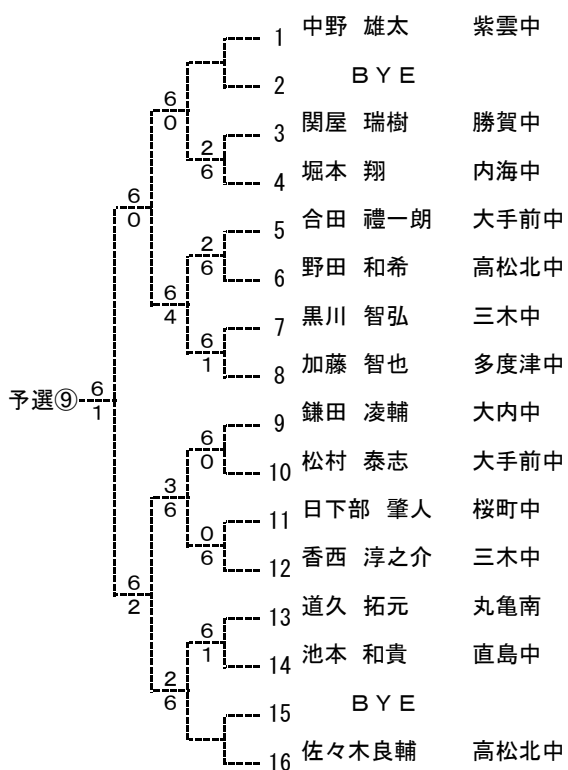 1 中野 雄太 紫雲中
2 ＢＹＥ
6
0
3 関屋 瑞樹 勝賀中
2
6
4 堀本 翔 内海中
6
0
5 合田 禮一朗 大手前中
2
6
6 野田 和希 高松北中
6
4
7 黒川 智弘 三木中
6
1
8 加藤 智也 多度津中
予選⑨
6
1
9 鎌田 凌輔 大内中
6
0
10 松村 泰志 大手前中
3
6
11 日下部 肇人 桜町中
0
6
12 香西 淳之介 三木中
6
2
13 道久 拓元 丸亀南
6
1
14 池本 和貴 直島中
2
6
15 ＢＹＥ
16 佐々木良輔 高松北中